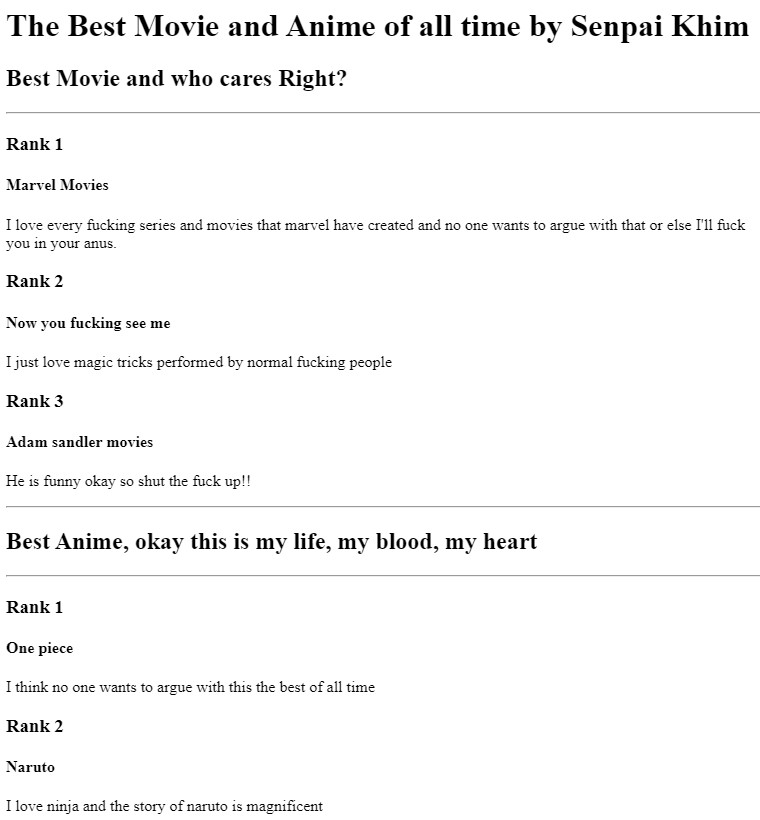 The Best Movie and Anime of all time by Senpai Khim
Best Movie and who cares Right?
Rank 1
Marvel Movies
I love every fucking series and movies that marvel have created and no one wants to argue with that or else I'll fuck
you in your anus.
Rank 2
Now you fucking see me
I just love magic tricks performed by normal fucking people
Rank 3
Adam sandler movies
He is funny okay so shut the fuck up!!
Best Anime, okay this is my life, my blood, my heart
Rank 1
One piece
I think no one wants to argue with this the best of all time
Rank 2
Naruto
I love ninja and the story of naruto is magnificent